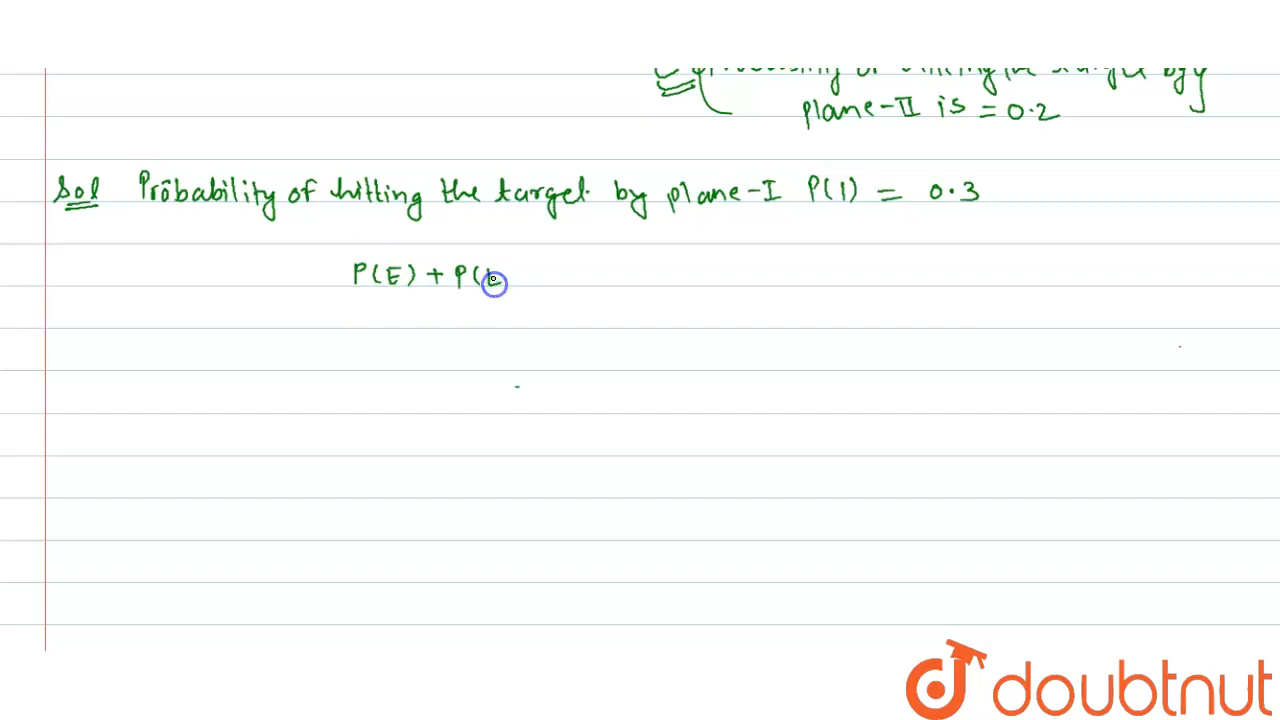 plane-II is = 0.2
Sol Probability of hitting the target by plane-I P(1) = 0.3
P(E) + P(E
doubtnut